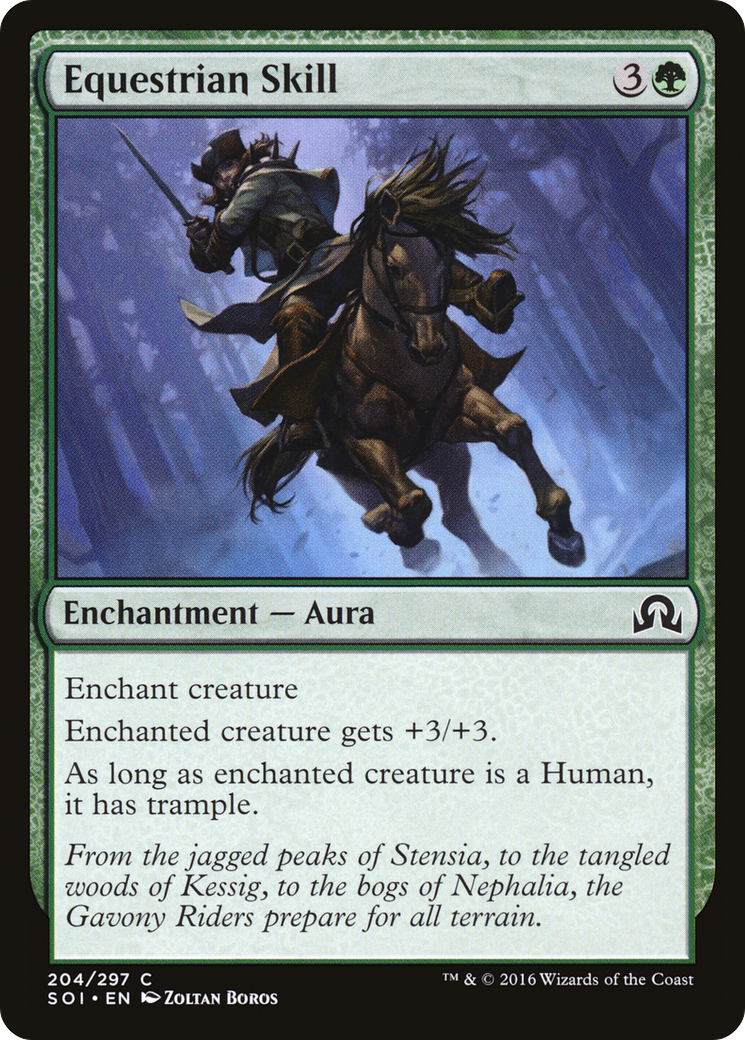 Equestrian Skill 3
Enchantment — Aura
Enchant creature
Enchanted creature gets +3/+3.
As long as enchanted creature is a Human,
it has trample.
From the jagged peaks of Stensia, to the tangled
woods of Kessig, to the bogs of Nephalia, the
Gavony Riders prepare for all terrain.
204/297 C
SOI • EN Zoltan Boros
™ & © 2016 Wizards of the Coast